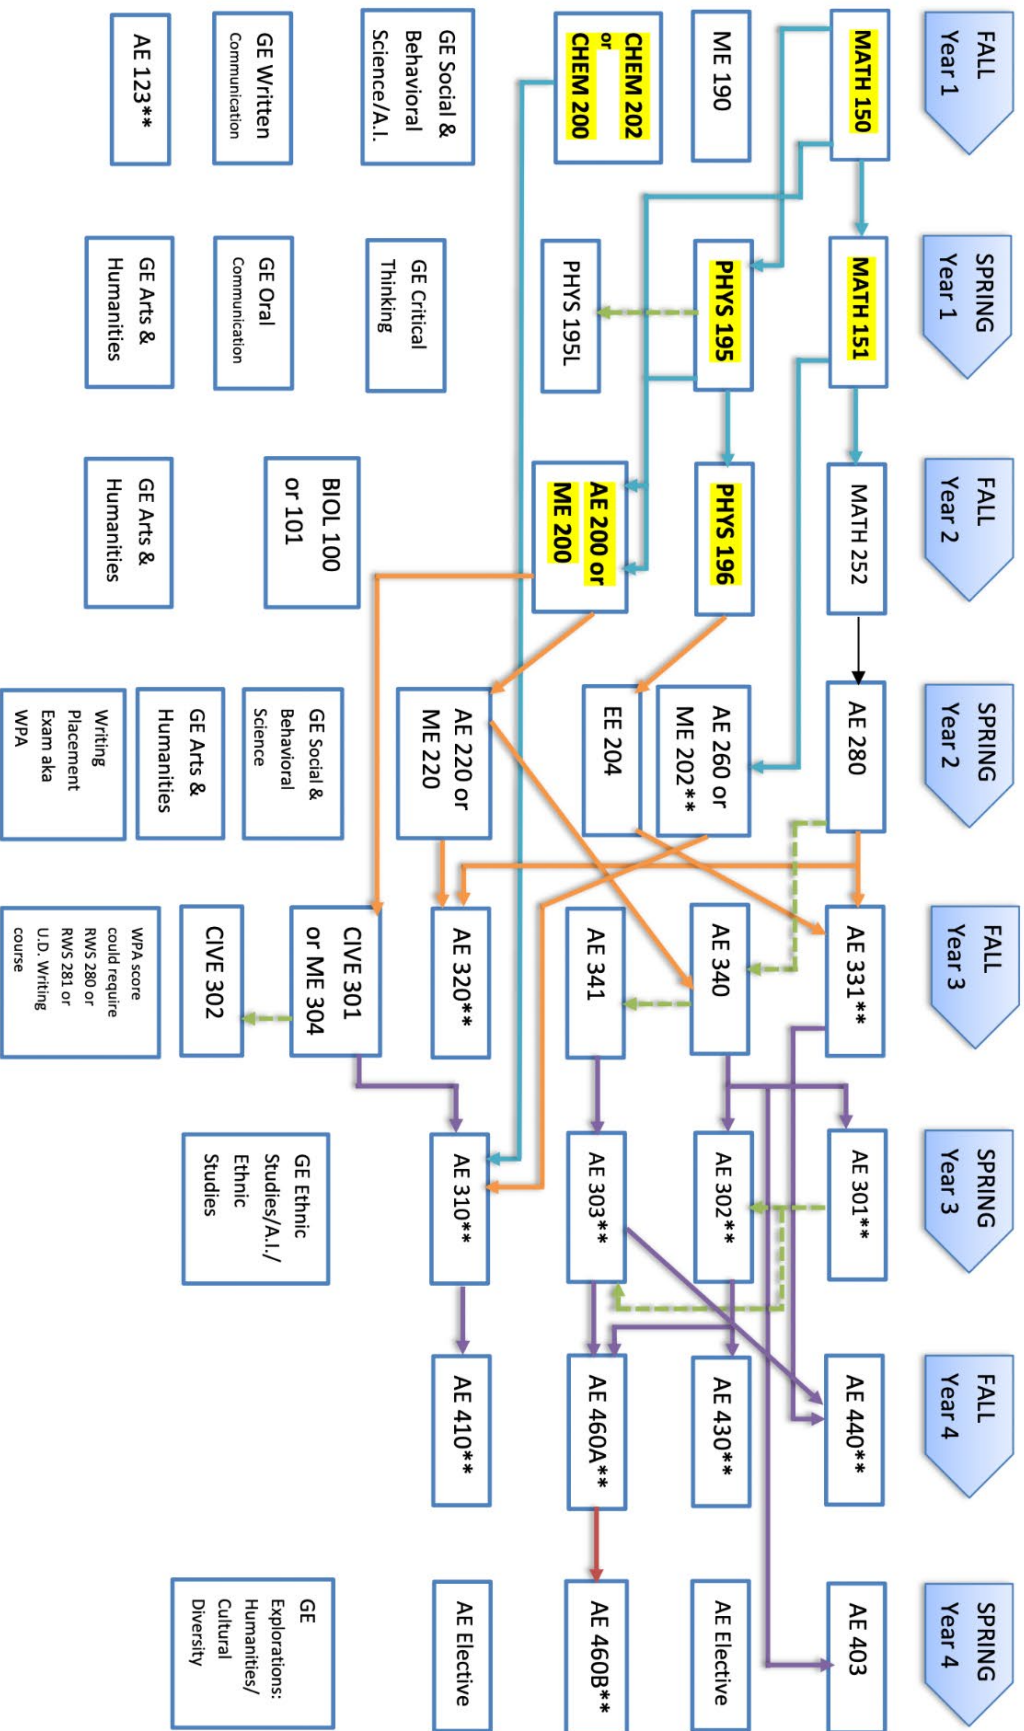 FALL
Year 1
SPRING
Year 1
FALL
Year 2
SPRING
Year 2
FALL
Year 3
SPRING
Year 3
FALL
Year 4
SPRING
Year 4
MATH 150
ME 190
CHEM 202
or
CHEM 200
GE Social &
Behavioral
Science/A.I.
GE Written
Communication
AE 123**
MATH 151
PHYS 195
PHYS 195L
GE Critical
Thinking
GE Oral
Communication
GE Arts &
Humanities
MATH 252
PHYS 196
AE 200 or
ME 200
BIOL 100
or 101
GE Arts &
Humanities
AE 280
AE 260 or
ME 202**
EE 204
AE 220 or
ME 220
GE Social &
Behavioral
Science
GE Arts &
Humanities
Writing
Placement
Exam aka
WPA
AE 331**
AE 340
AE 341
AE 320**
CIVE 301
or ME 304
CIVE 302
WPA score
could require
RWS 280 or
RWS 281 or
U.D. Writing
course
AE 301**
AE 302**
AE 303**
AE 310**
GE Ethnic
Studies/A.I./
Ethnic
Studies
AE 440**
AE 430**
AE 460A**
AE 410**
AE 403
AE Elective
AE 460B**
AE Elective
GE
Explorations:
Humanities/
Cultural
Diversity